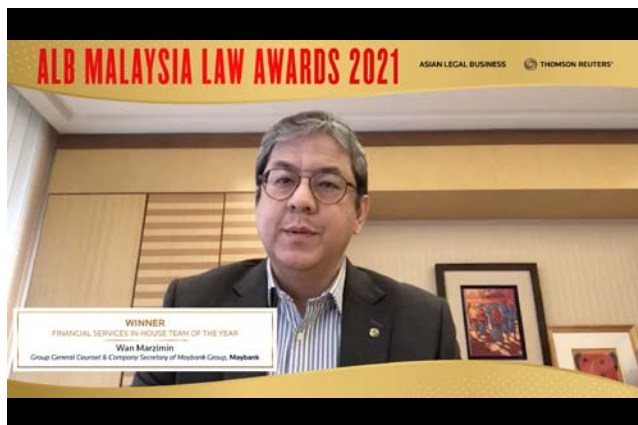 ALB MALAYSIA LAW AWARDS 2021
ASIAN LEGAL BUSINESS
THOMSON REUTERS®
WINNER
FINANCIAL SERVICES IN-HOUSE TEAM OF THE YEAR
Wan Marzimin
Group General Counsel & Company Secretary of Maybank Group, Maybank